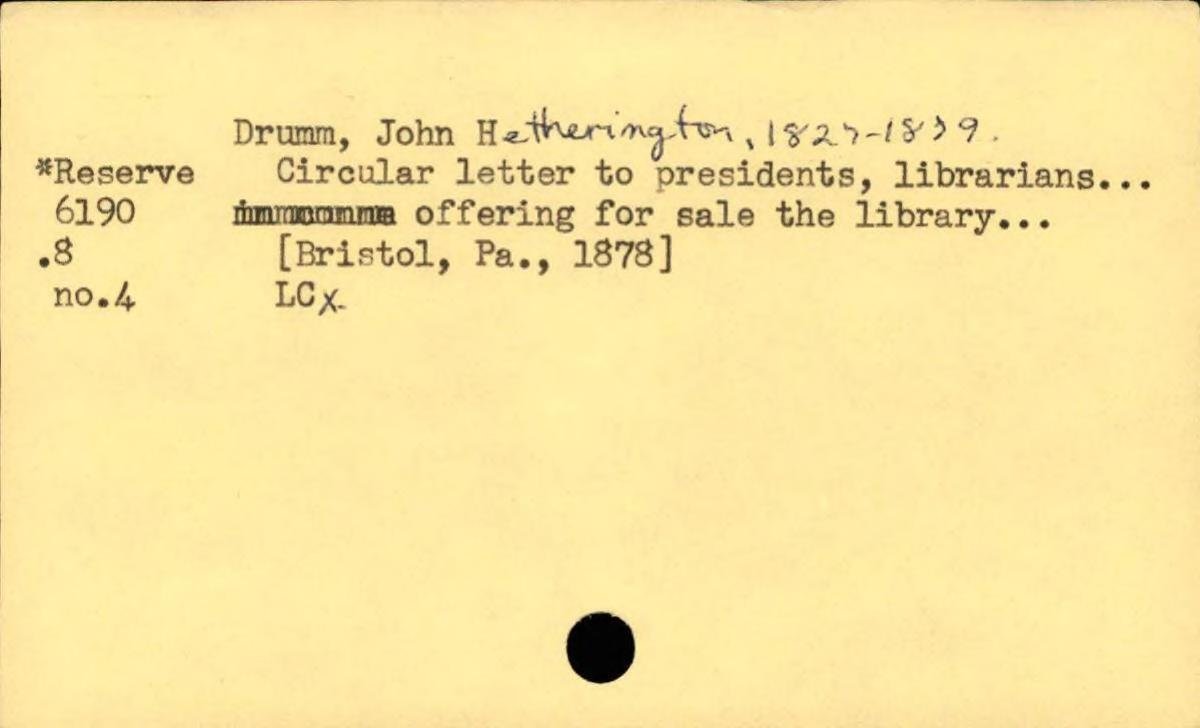 Drumm, John Hetherington, 1827-1839.
*Reserve Circular letter to presidents, librarians...
6190 offering for sale the library...
.8 [Bristol, Pa., 1878]
no.4 LCx